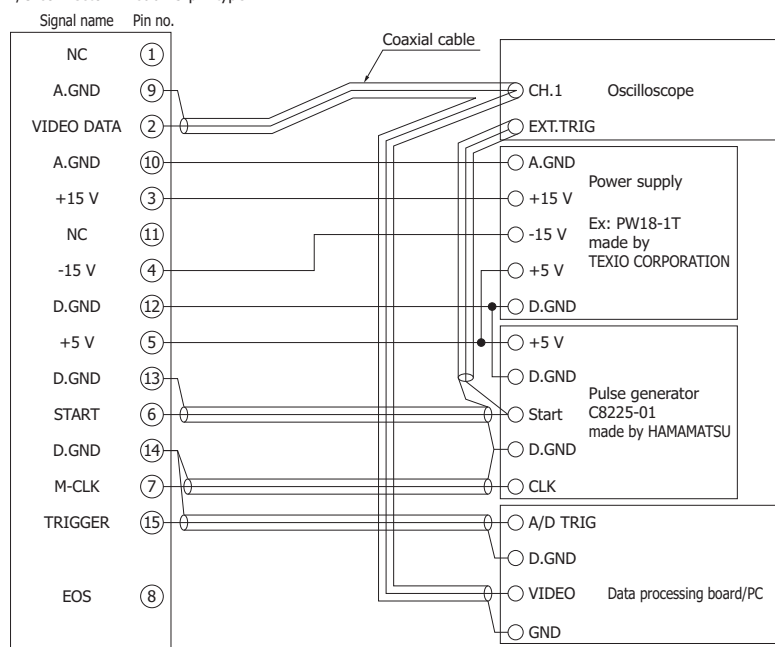 Signal name Pin no.
NC 1
A.GND 9
VIDEO DATA 2
A.GND 10
+15 V 3
NC 11
-15 V 4
D.GND 12
+5 V 5
D.GND 13
START 6
D.GND 14
M-CLK 7
TRIGGER 15
EOS 8
Coaxial cable
CH.1 Oscilloscope
EXT.TRIG
A.GND
Power supply
+15 V
Ex: PW18-1T
-15 V
made by
TEXIO CORPORATION
+5 V
D.GND
+5 V
D.GND
Pulse generator
Start C8225-01
made by HAMAMATSU
D.GND
CLK
A/D TRIG
D.GND
VIDEO Data processing board/PC
GND